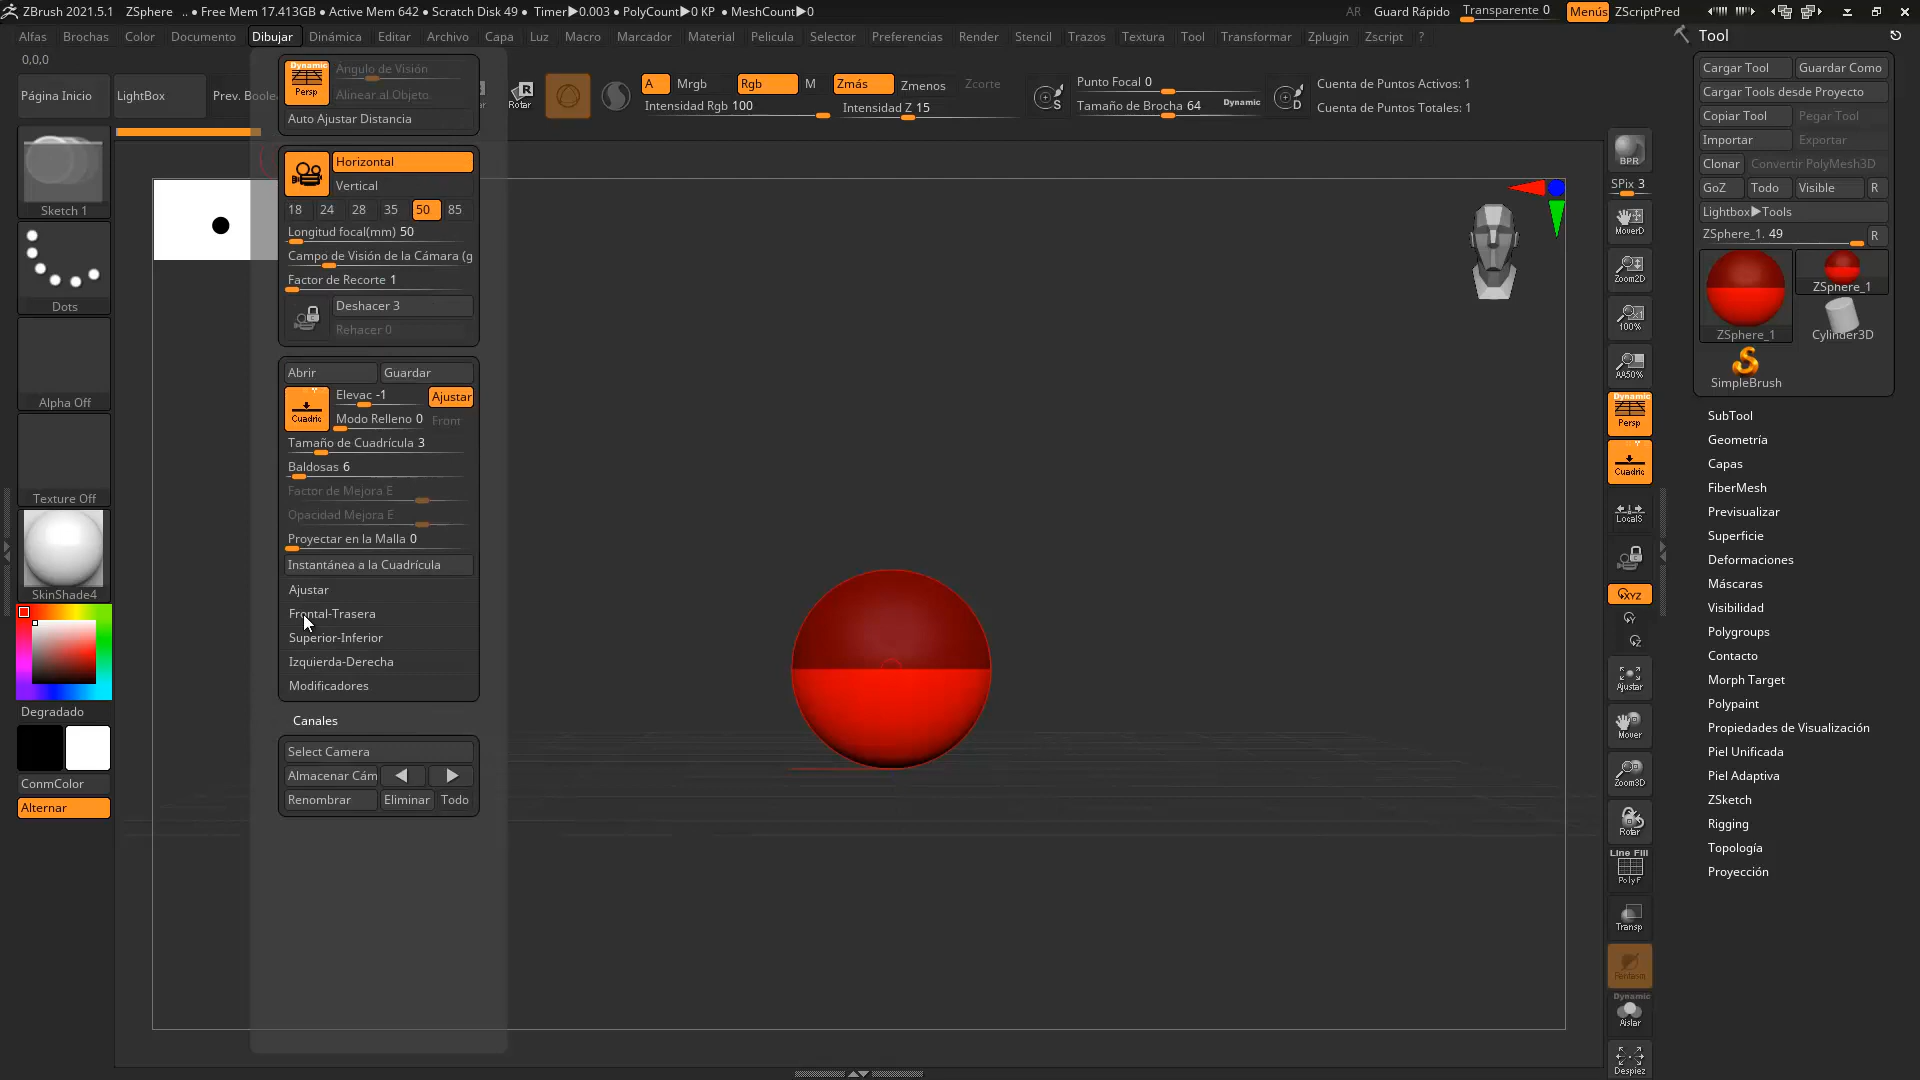 ZBrush 2021.5.1 ZSphere .. ● Free Mem 17.413GB ● Active Mem 642 ● Scratch Disk 49 ● Timer▶0.003 ● PolyCount▶0 KP ● MeshCount▶0 AR Guard Rápido Transparente 0 Menús ZScriptPred
Alfas Brochas Color Documento Dibujar Dinámica Editar Archivo Capa Luz Macro Marcador Material Pelicula Selector Preferencias Render Stencil Trazos Textura Tool Transformar Zplugin Zscript ?
0,0,0
Página Inicio LightBox Prev. Boole
Rotar
A Mrgb Rgb M Zmás Zmenos Zcorte
Intensidad Rgb 100 Intensidad Z 15
S Punto Focal 0
Tamaño de Brocha 64 Dynamic D
Cuenta de Puntos Activos: 1
Cuenta de Puntos Totales: 1
Sketch 1
Dots
Alpha Off
Texture Off
SkinShade4
Degradado
ConmColor
Alternar
Dynamic
Persp
Angulo de Visión
Alinear al Objeto
Auto Ajustar Distancia
Horizontal
Vertical
18 24 28 35 50 85
Longitud focal(mm) 50
Campo de Visión de la Cámara (g
Factor de Recorte 1
Deshacer 3
Rehacer 0
Abrir Guardar
Cuadric
Elevac -1 Ajustar
Modo Relleno 0 Front
Tamaño de Cuadrícula 3
Baldosas 6
Factor de Mejora E
Opacidad Mejora E
Proyectar en la Malla 0
Instantánea a la Cuadrícula
Ajustar
Frontal-Trasera
Superior-Inferior
Izquierda-Derecha
Modificadores
Canales
Select Camera
Almacenar Cám
Renombrar Eliminar Todo
BPR
SPix 3
MoverD
Zoom2D
100%
AA50%
Dynamic
Persp
Cuadric
LocalS
XYZ
Y
Z
Ajustar
Mover
Zoom3D
Rotar
Line Fill
PolyF
Transp
Fantasm
Dynamic
Aislar
Despiez
Tool
Cargar Tool Guardar Como
Cargar Tools desde Proyecto
Copiar Tool Pegar Tool
Importar Exportar
Clonar Convertir PolyMesh3D
GoZ Todo Visible R
Lightbox▶Tools
ZSphere_1. 49 R
ZSphere_1
ZSphere_1
Cylinder3D
SimpleBrush
SubTool
Geometría
Capas
FiberMesh
Previsualizar
Superficie
Deformaciones
Máscaras
Visibilidad
Polygroups
Contacto
Morph Target
Polypaint
Propiedades de Visualización
Piel Unificada
Piel Adaptiva
ZSketch
Rigging
Topología
Proyección